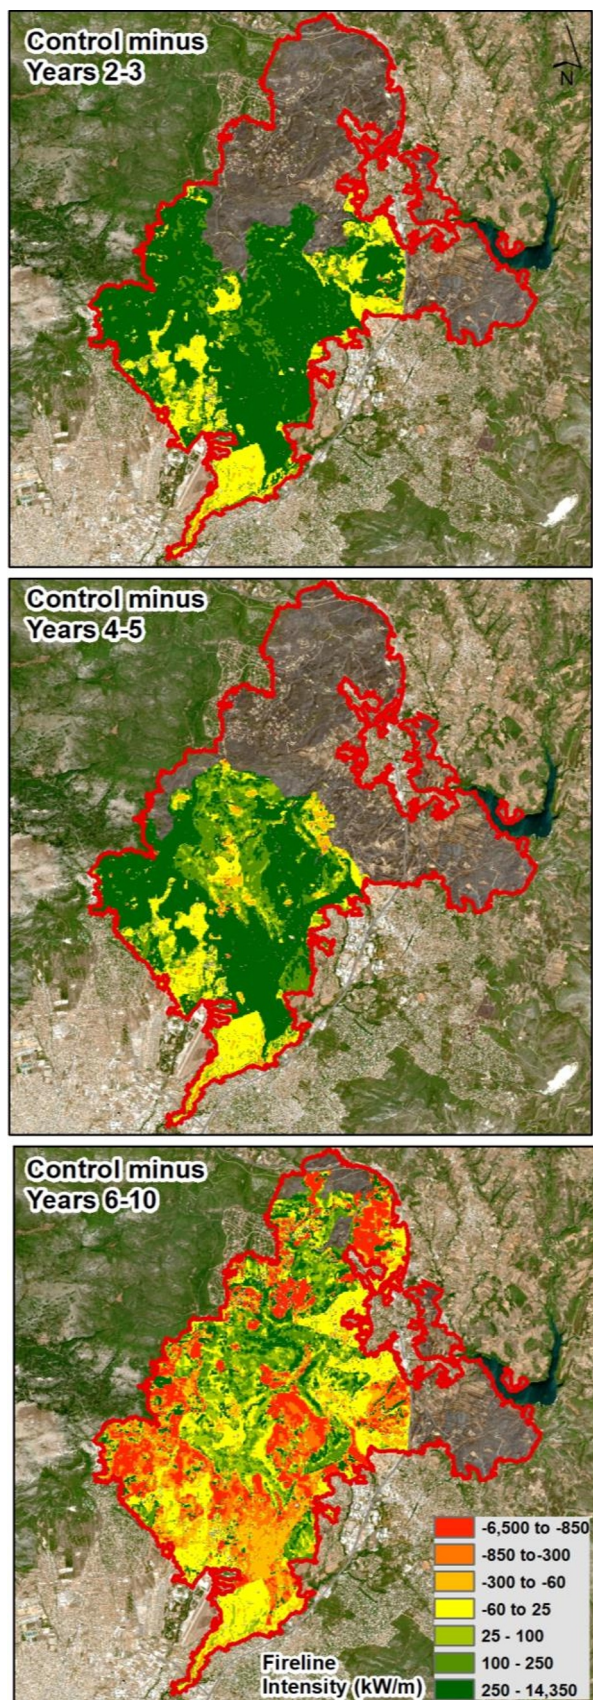 Control minus
Years 2-3
N
Control minus
Years 4-5
Control minus
Years 6-10
-6,500 to -850
-850 to-300
-300 to -60
-60 to 25
25 - 100
100 - 250
250 - 14,350
Fireline
Intensity (kW/m)